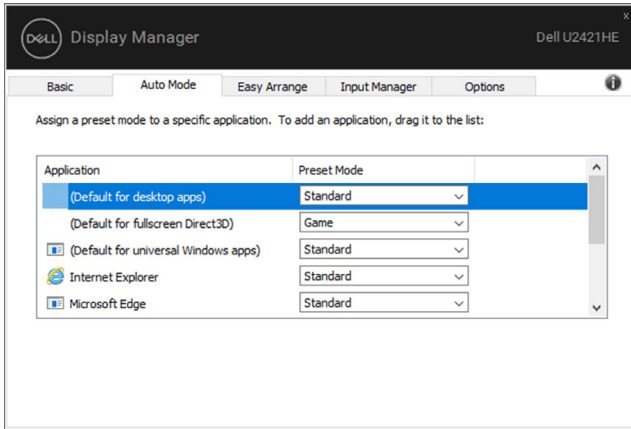 x
DELL Display Manager Dell U2421HE
Basic Auto Mode Easy Arrange Input Manager Options i
Assign a preset mode to a specific application. To add an application, drag it to the list:
Application Preset Mode
(Default for desktop apps) Standard
(Default for fullscreen Direct3D) Game
(Default for universal Windows apps) Standard
Internet Explorer Standard
Microsoft Edge Standard